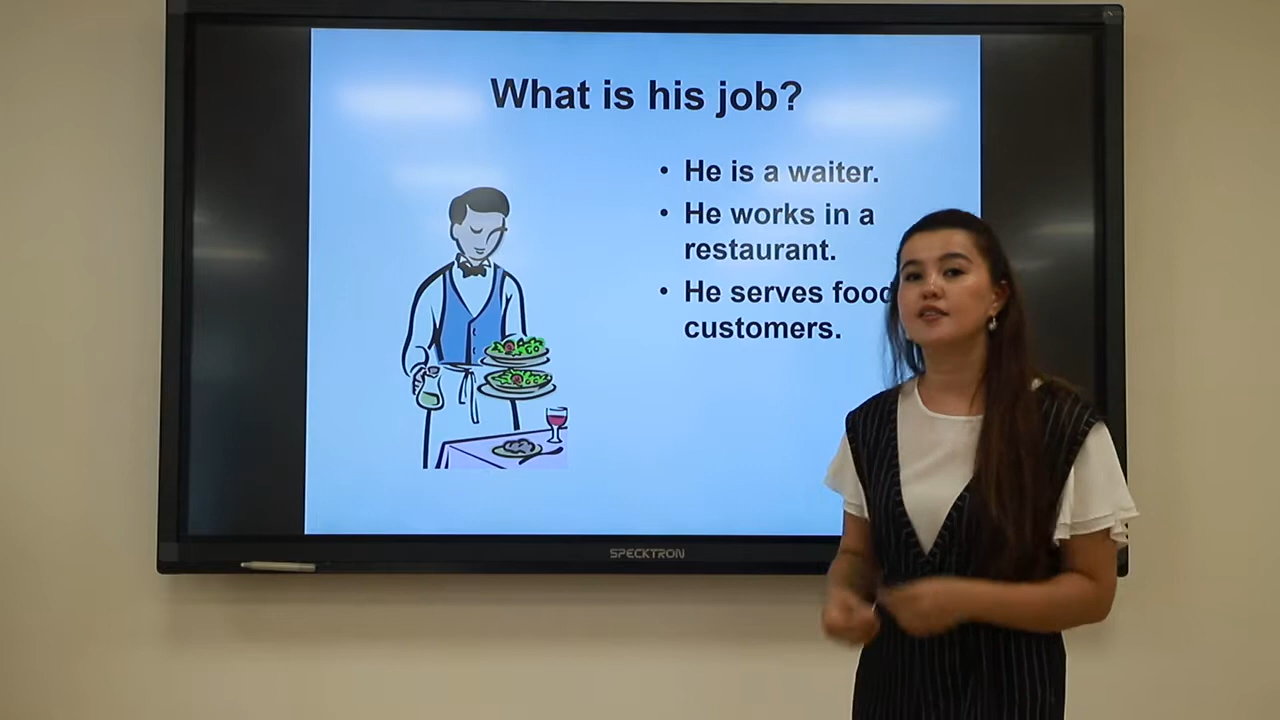 What is his job?
• He is a waiter.
• He works in a
restaurant.
• He serves food
customers.
SPECKTRON